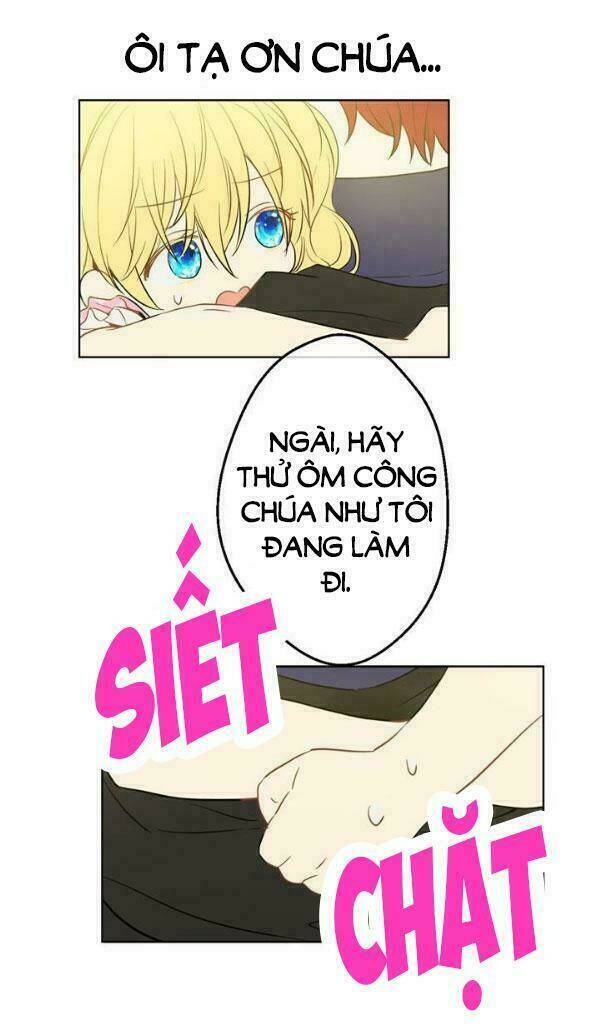 ÔI TẠ ƠN CHÚA...
NGÀI, HÃY
THỬ ÔM CÔNG
CHÚA NHƯ TÔI
ĐANG LÀM
ĐI.
SIẾT
CHẶT